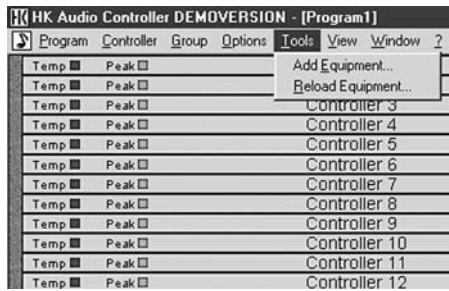 HK HK Audio Controller DEMOVERSION - [Program1]
Program Controller Group Options Tools View Window ?
Temp Peak
Add Equipment...
Temp Peak
Reload Equipment...
Temp Peak Controller 3
Temp Peak Controller 4
Temp Peak Controller 5
Temp Peak Controller 6
Temp Peak Controller 7
Temp Peak Controller 8
Temp Peak Controller 9
Temp Peak Controller 10
Temp Peak Controller 11
Temp Peak Controller 12